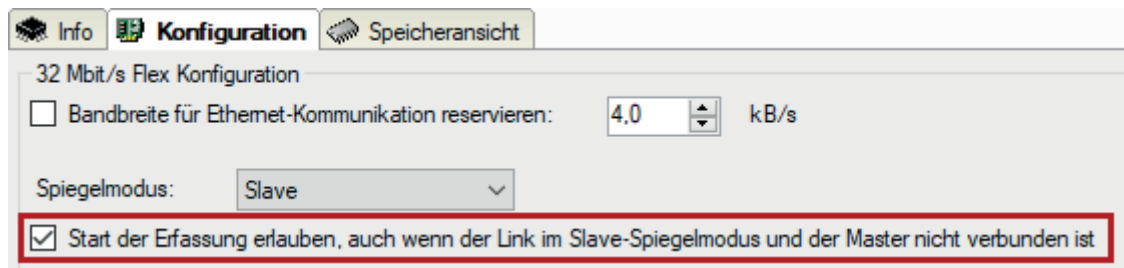 Info Konfiguration Speicheransicht
32 Mbit/s Flex Konfiguration
Bandbreite für Ethernet-Kommunikation reservieren: 4,0 kB/s
Spiegelmodus: Slave
Start der Erfassung erlauben, auch wenn der Link im Slave-Spiegelmodus und der Master nicht verbunden ist